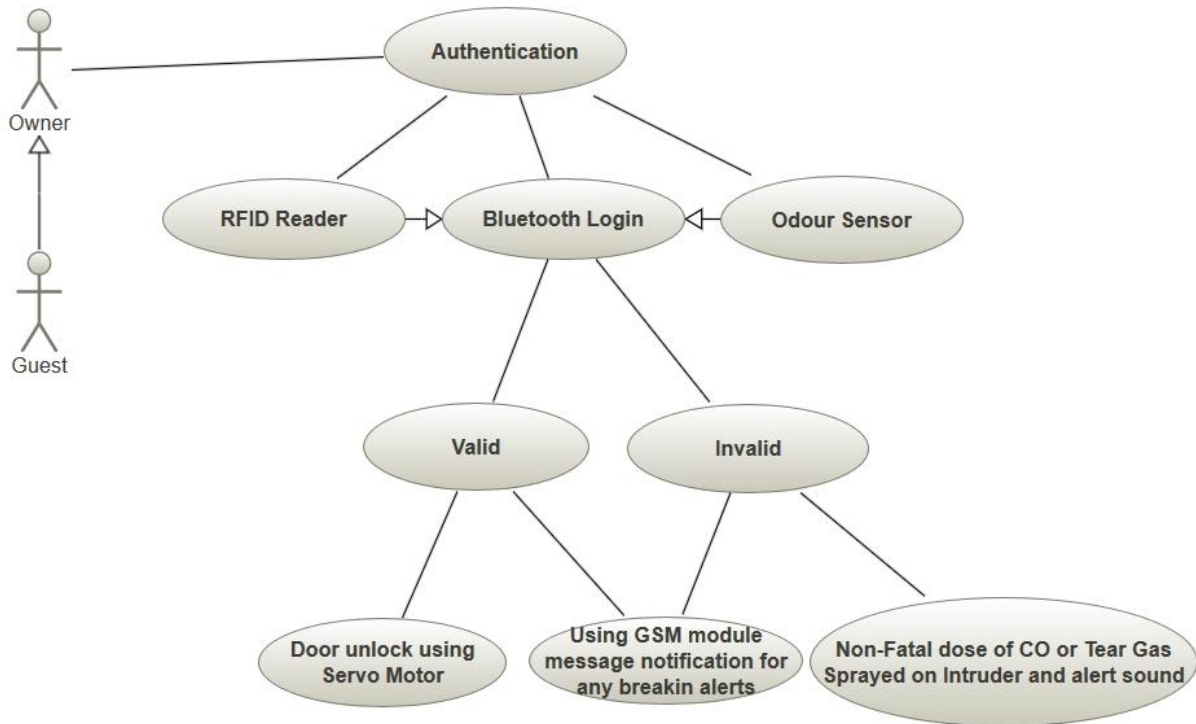 Authentication
Owner
RFID Reader
Bluetooth Login
Odour Sensor
Guest
Valid
Invalid
Door unlock using
Servo Motor
Using GSM module
message notification for
any breakin alerts
Non-Fatal dose of CO or Tear Gas
Sprayed on Intruder and alert sound